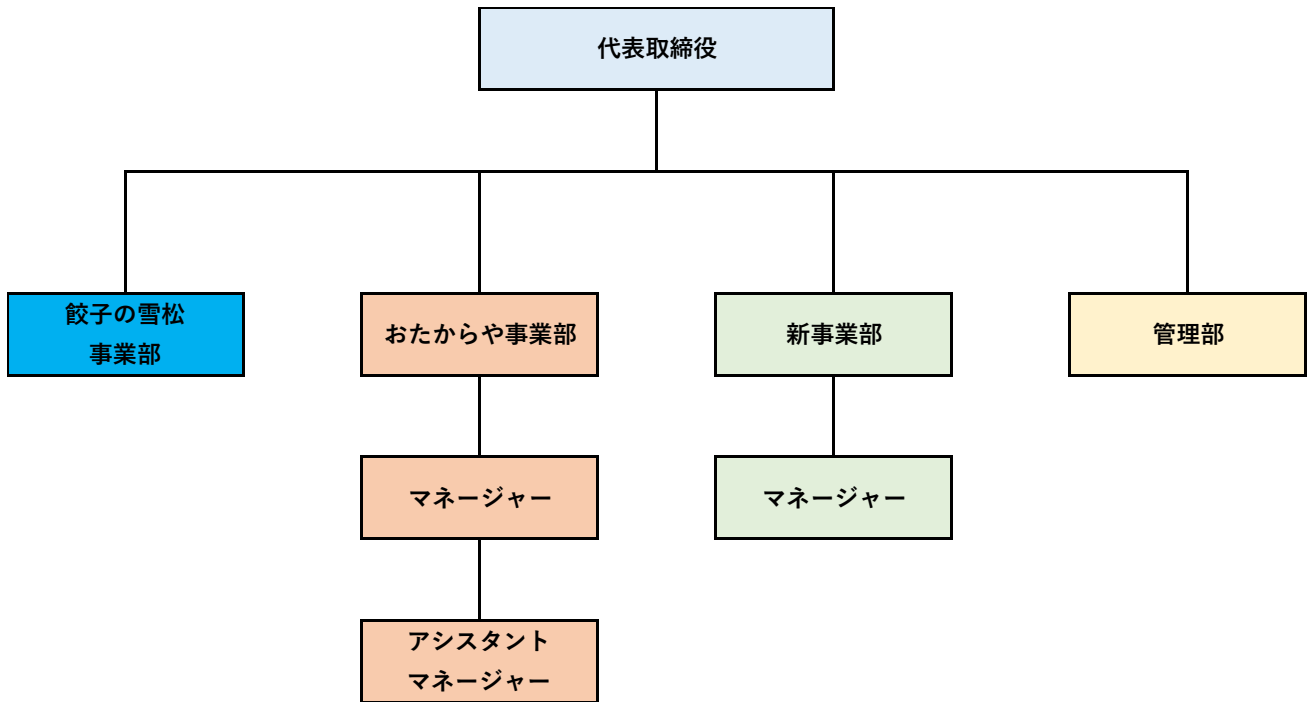 代表取締役
餃子の雪松
事業部
おたからや事業部
新事業部
管理部
マネージャー
マネージャー
アシスタント
マネージャー